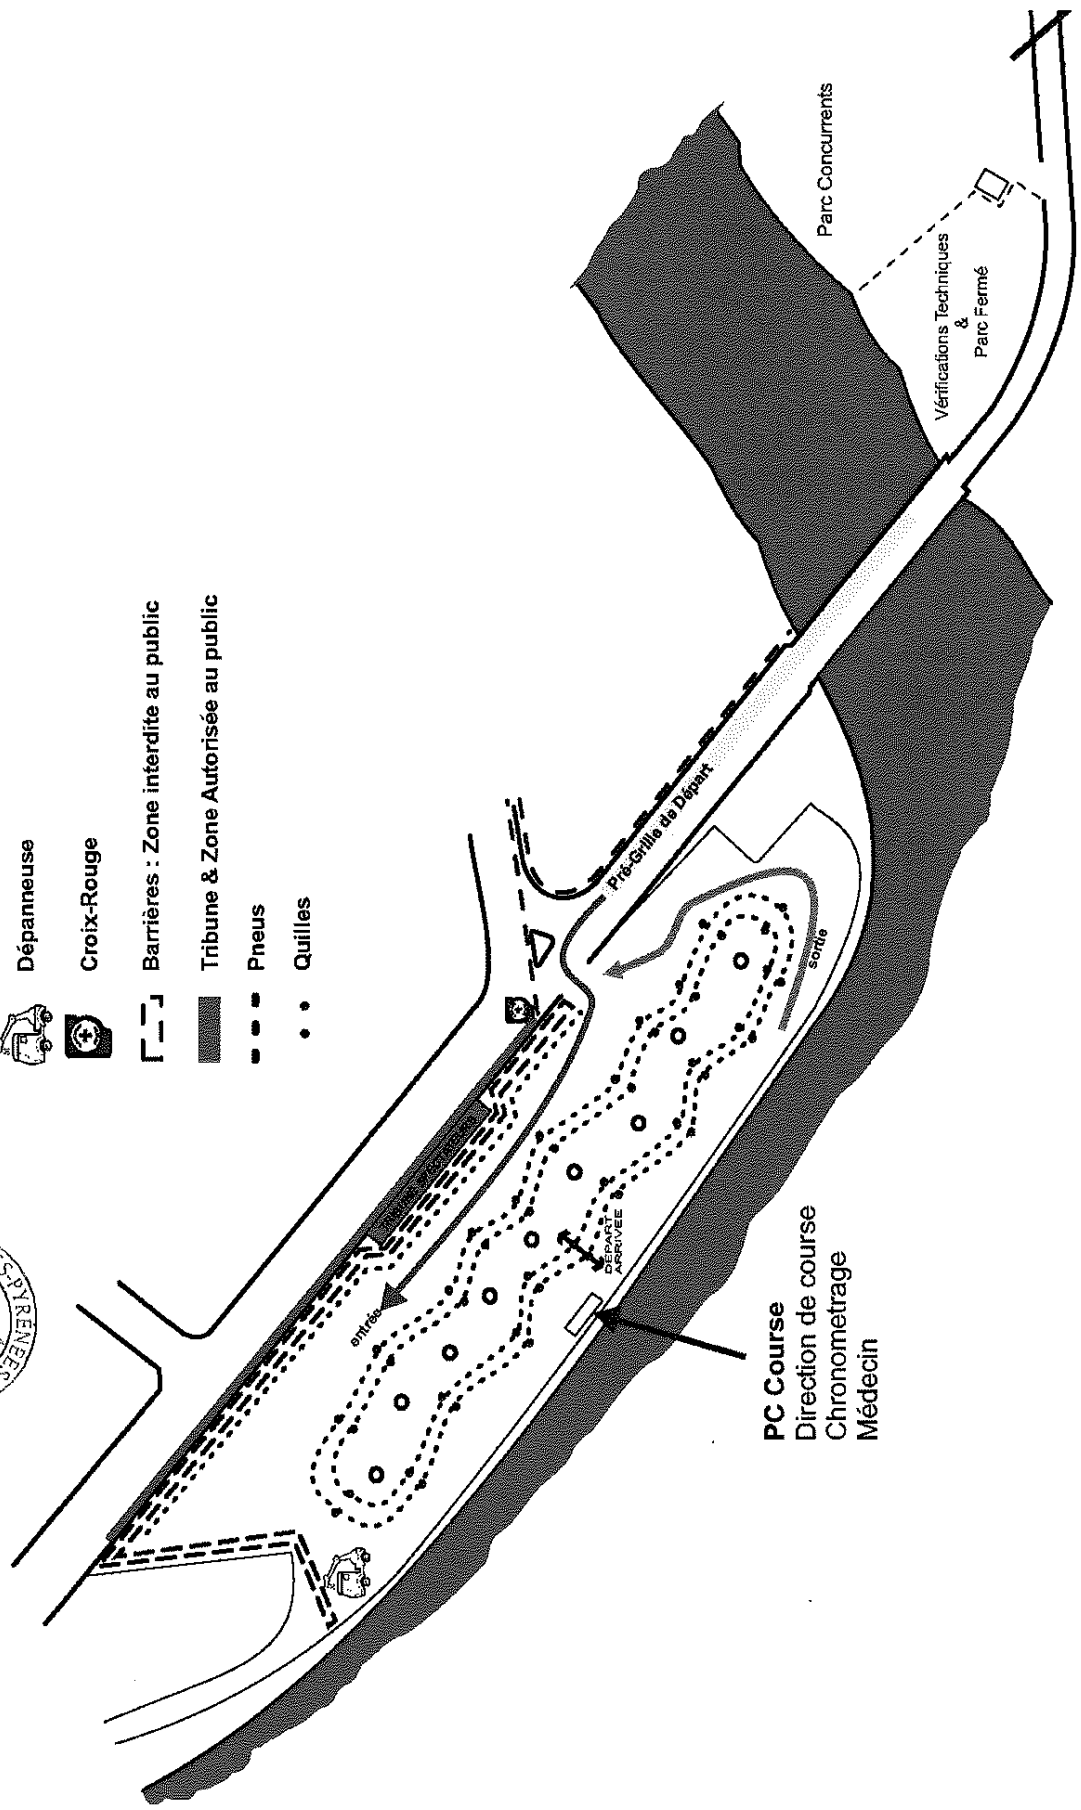 Dépanneuse
Croix-Rouge
Barrières : Zone interdite au public
Tribune & Zone Autorisée au public
Pneus
Quilles
Parc Concurrents
Vérifications Techniques
&
Parc Fermé
Pré-Grille de Départ
sortie
entrée
DEPART
ARRIVEE
PC Course
Direction de course
Chronometrage
Médecin